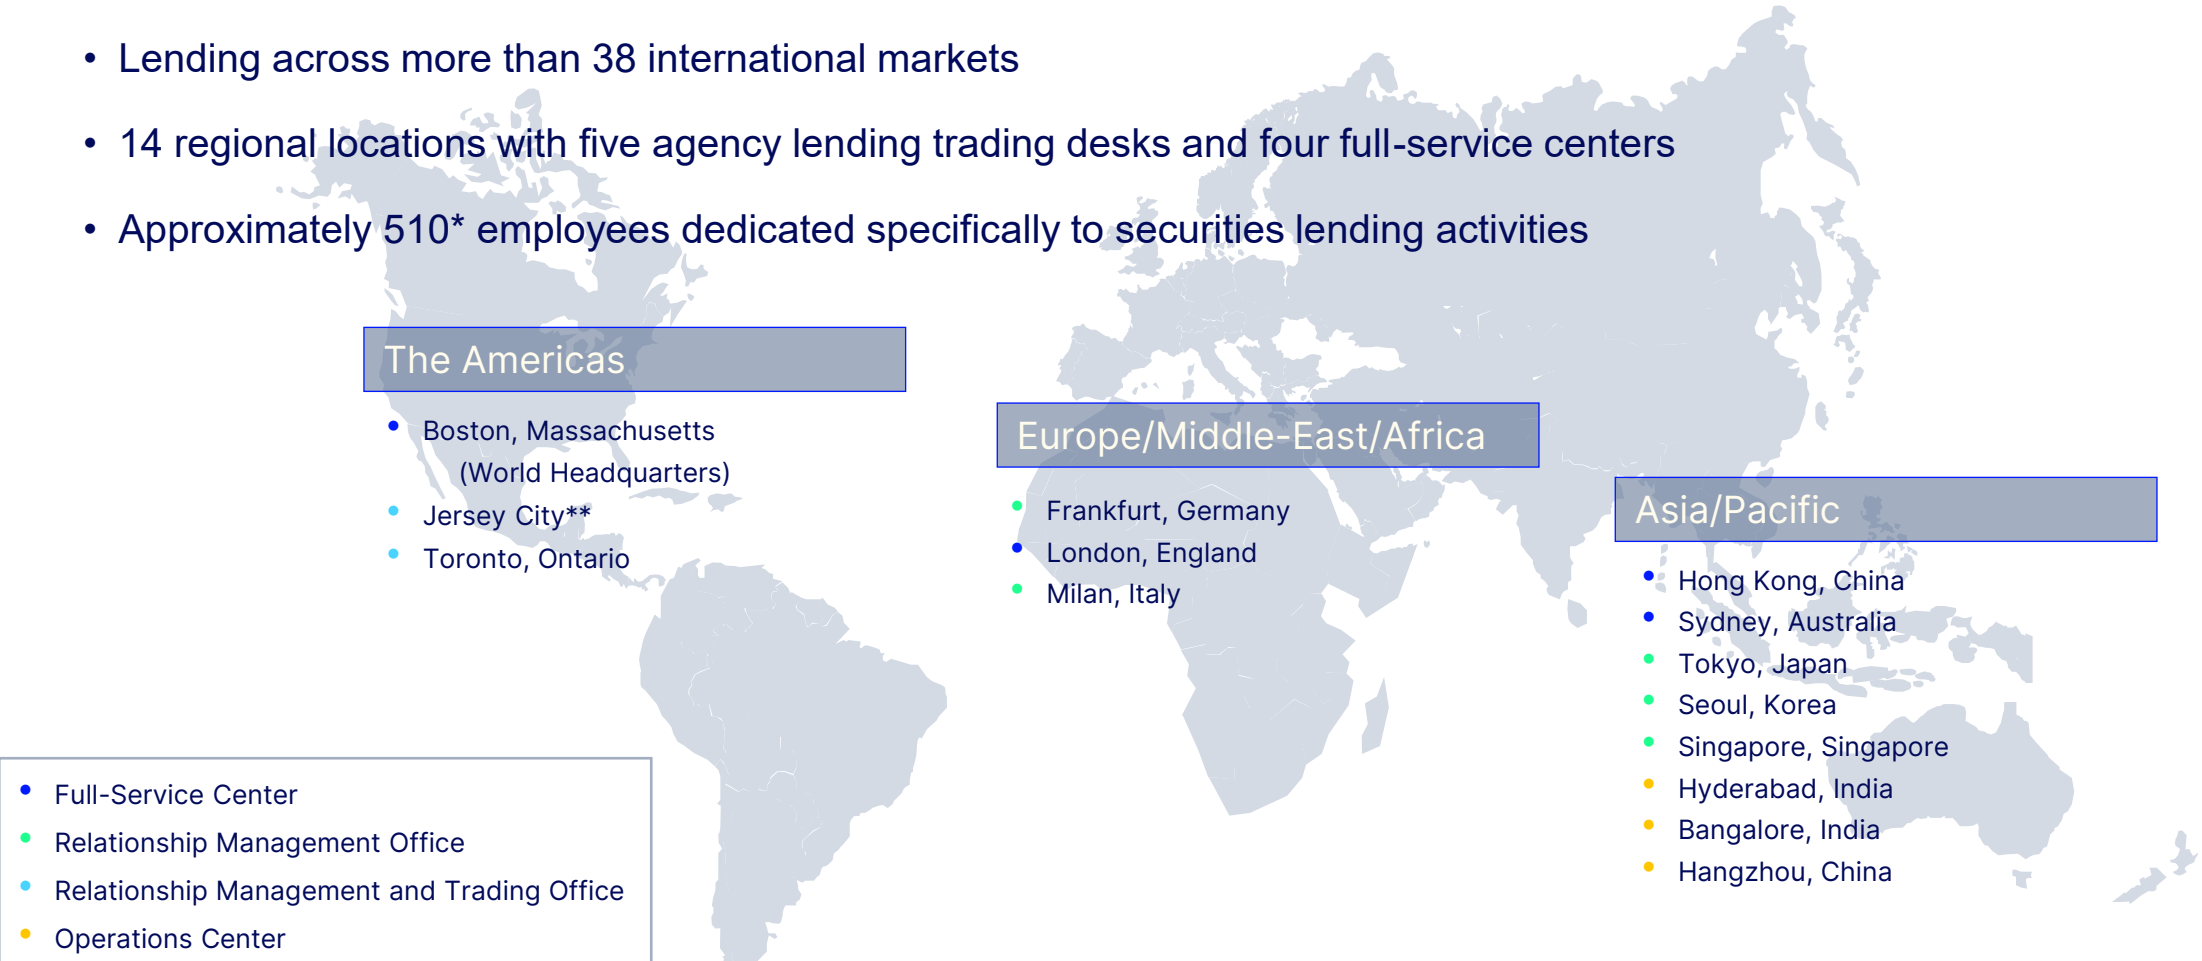 • Lending across more than 38 international markets
• 14 regional locations with five agency lending trading desks and four full-service centers
• Approximately 510* employees dedicated specifically to securities lending activities
The Americas
• Boston, Massachusetts
(World Headquarters)
• Jersey City**
• Toronto, Ontario
Europe/Middle-East/Africa
• Frankfurt, Germany
• London, England
• Milan, Italy
Asia/Pacific
• Hong Kong, China
• Sydney, Australia
• Tokyo, Japan
• Seoul, Korea
• Singapore, Singapore
• Hyderabad, India
• Bangalore, India
• Hangzhou, China
• Full-Service Center
• Relationship Management Office
• Relationship Management and Trading Office
• Operations Center